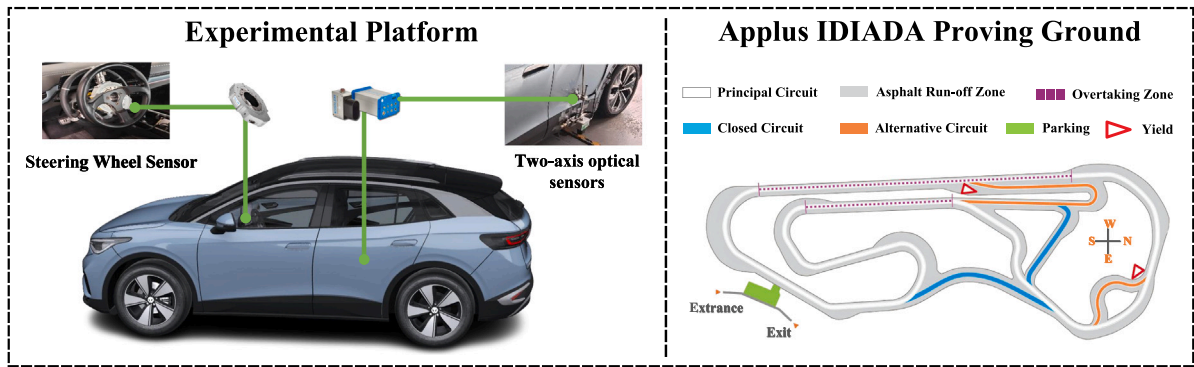 Experimental Platform
Steering Wheel Sensor
Two-axis optical
sensors
Applus IDIADA Proving Ground
Principal Circuit
Asphalt Run-off Zone
Overtaking Zone
Closed Circuit
Alternative Circuit
Parking
Yield
W
S N
E
Extrance
Exit